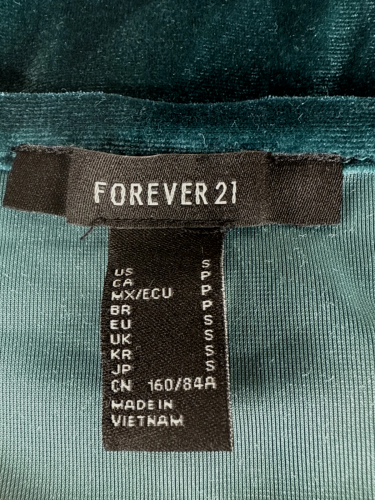 FOREVER 21
US S
CA P
MX/ECU P
BR P
EU S
UK S
KR S
JP S
CN 160/84A
MADE IN
VIETNAM